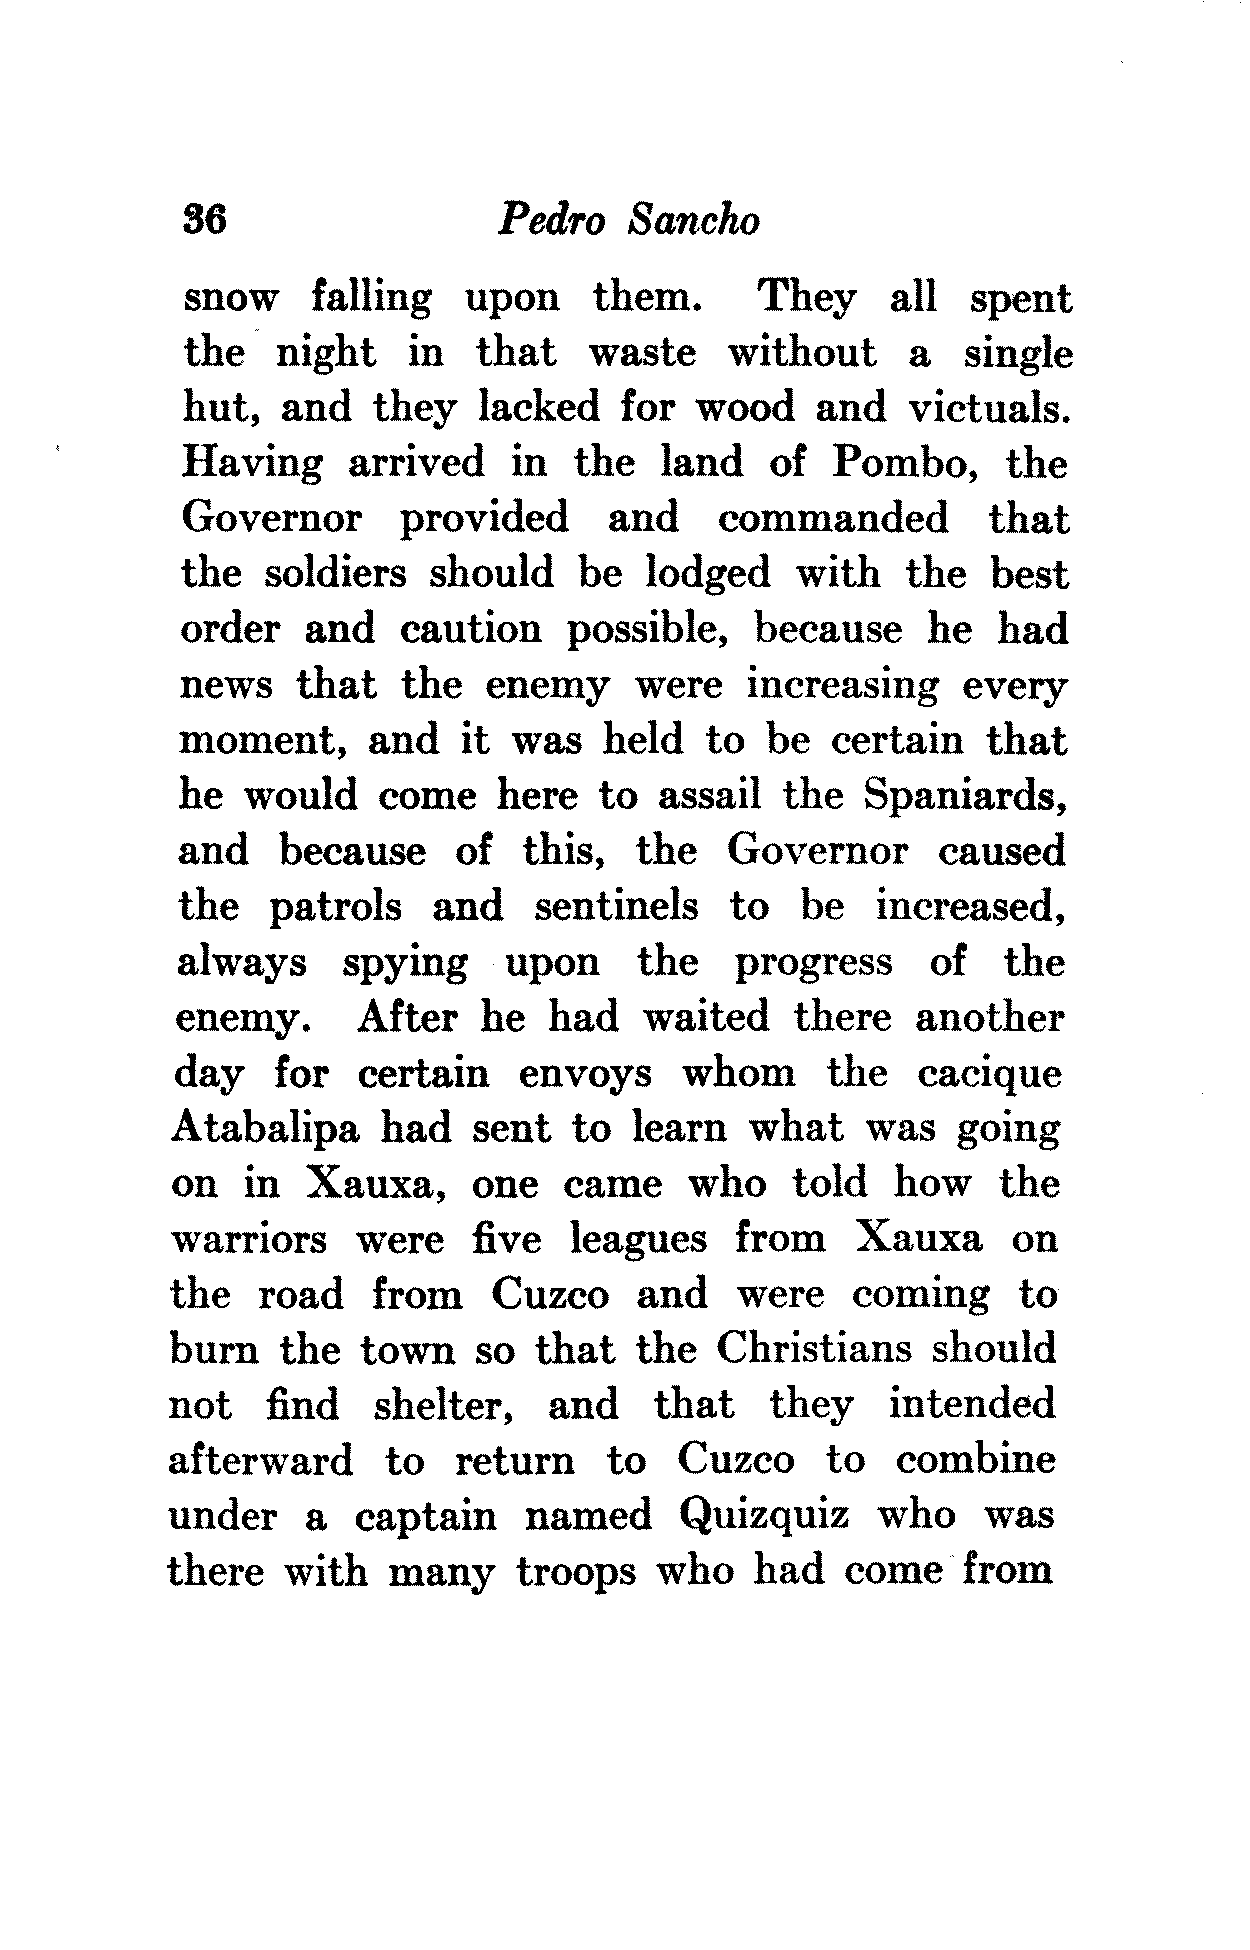 36 Pedro Sancho
snow falling upon them. They all spent
the night in that waste without a single
hut, and they lacked for wood and victuals.
Having arrived in the land of Pombo, the
Governor provided and commanded that
the soldiers should be lodged with the best
order and caution possible, because he had
news that the enemy were increasing every
moment, and it was held to be certain that
he would come here to assail the Spaniards,
and because of this, the Governor caused
the patrols and sentinels to be increased,
always spying upon the progress of the
enemy. After he had waited there another
day for certain envoys whom the cacique
Atabalipa had sent to learn what was going
on in Xauxa, one came who told how the
warriors were five leagues from Xauxa on
the road from Cuzco and were coming to
burn the town so that the Christians should
not find shelter, and that they intended
afterward to return to Cuzco to combine
under a captain named Quizquiz who was
there with many troops who had come from